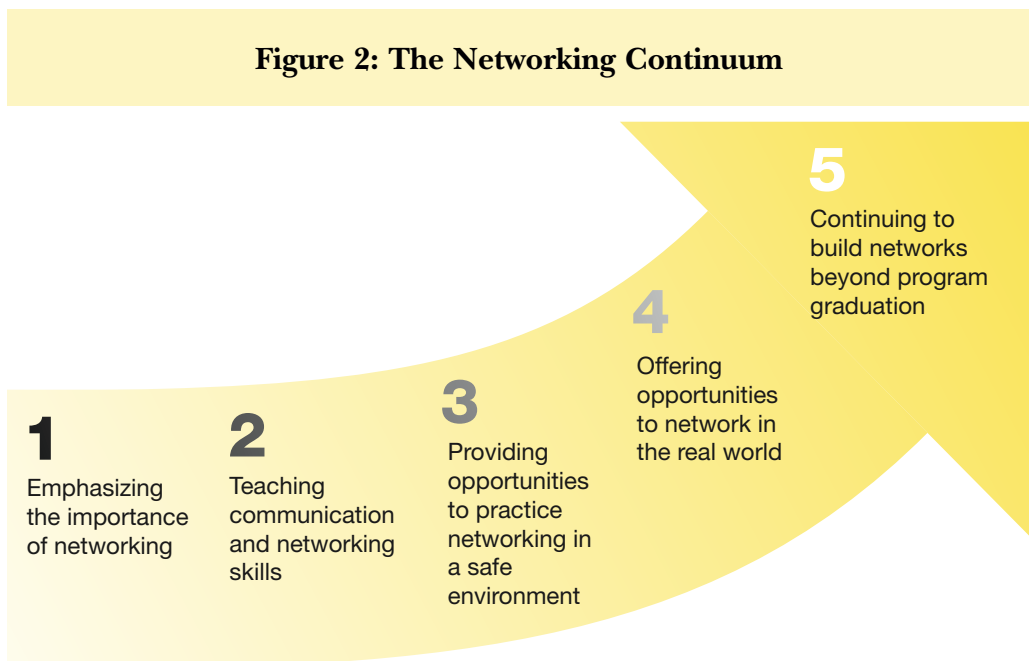 Figure 2: The Networking Continuum
1
Emphasizing
the importance
of networking
2
Teaching
communication
and networking
skills
3
Providing
opportunities
to practice
networking in
a safe
environment
4
Offering
opportunities
to network in
the real world
5
Continuing to
build networks
beyond program
graduation